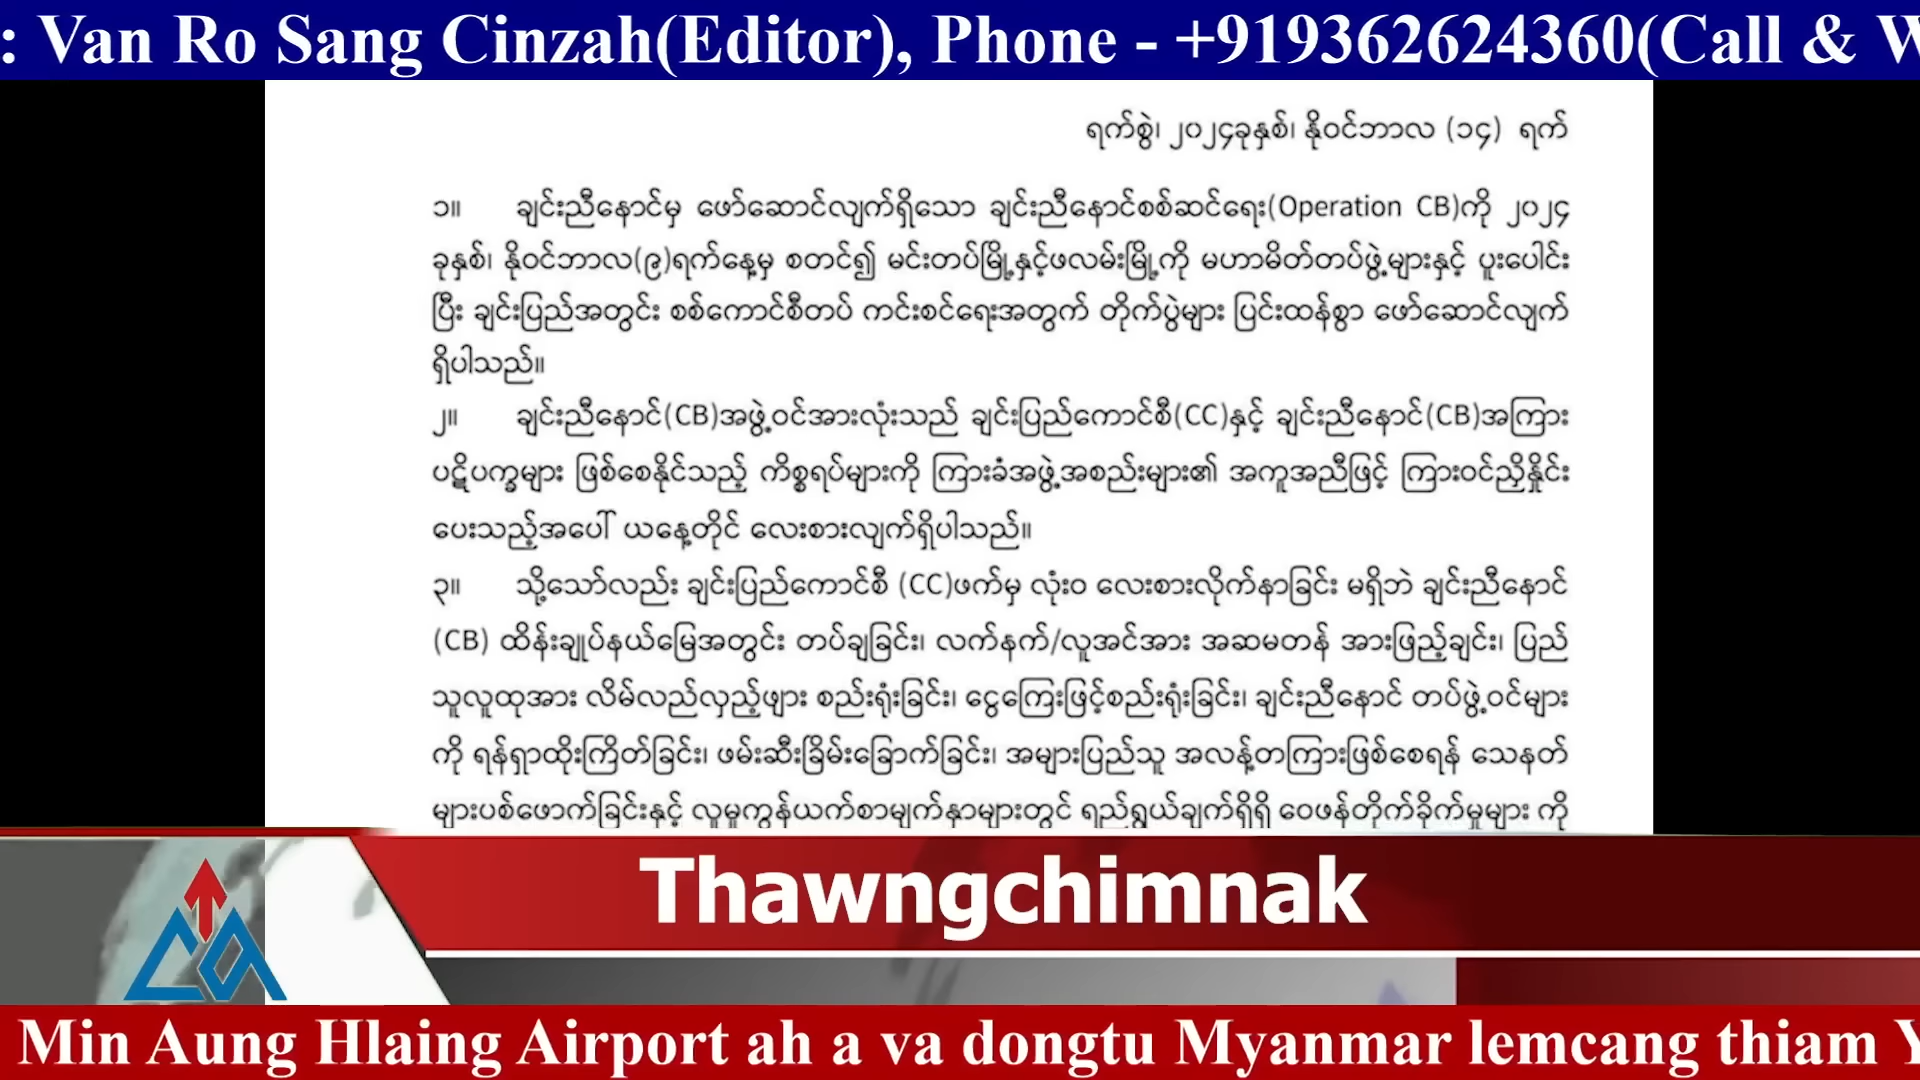 : Van Ro Sang Cinzah(Editor), Phone - +919362624360(Call &
ရက်စွဲ၊ ၂၀၂၄ခုနှစ်၊ နိုဝင်ဘာလ (၁၄) ရက်
၁။ ချင်းညီနောင်မှ ဖော်ဆောင်လျက်ရှိသော ချင်းညီနောင်စစ်ဆင်ရေး(Operation CB)ကို ၂၀၂၄
ခုနှစ်၊ နိုဝင်ဘာလ(၉)ရက်နေ့မှ စတင်၍ မင်းတပ်မြို့နှင့်ဖလမ်းမြို့ကို မဟာမိတ်တပ်ဖွဲ့များနှင့် ပူးပေါင်း
ပြီး ချင်းပြည်အတွင်း စစ်ကောင်စီတပ် ကင်းစင်ရေးအတွက် တိုက်ပွဲများ ပြင်းထန်စွာ ဖော်ဆောင်လျက်
ရှိပါသည်။
၂။ ချင်းညီနောင်(CB)အဖွဲ့ဝင်အားလုံးသည် ချင်းပြည်ကောင်စီ(CC)နှင့် ချင်းညီနောင်(CB)အကြား
ပဋိပက္ခများ ဖြစ်စေနိုင်သည့် ကိစ္စရပ်များကို ကြားခံအဖွဲ့အစည်းများ၏ အကူအညီဖြင့် ကြားဝင်ညှိနှိုင်း
ပေးသည့်အပေါ် ယနေ့တိုင် လေးစားလျက်ရှိပါသည်။
၃။ သို့သော်လည်း ချင်းပြည်ကောင်စီ (CC)ဖက်မှ လုံးဝ လေးစားလိုက်နာခြင်း မရှိဘဲ ချင်းညီနောင်
(CB) ထိန်းချုပ်နယ်မြေအတွင်း တပ်ချခြင်း၊ လက်နက်/လူအင်အား အဆမတန် အားဖြည့်ချင်း၊ ပြည်
သူလူထုအား လိမ်လည်လှည့်ဖျား စည်းရုံးခြင်း၊ ငွေကြေးဖြင့်စည်းရုံးခြင်း၊ ချင်းညီနောင် တပ်ဖွဲ့ဝင်များ
ကို ရန်ရှာထိုးကြိတ်ခြင်း၊ ဖမ်းဆီးခြိမ်းခြောက်ခြင်း၊ အများပြည်သူ အလန့်တကြားဖြစ်စေရန် သေနတ်
များပစ်ဖောက်ခြင်းနှင့် လူမှုကွန်ယက်စာမျက်နှာများတွင် ရည်ရွယ်ချက်ရှိရှိ ဝေဖန်တိုက်ခိုက်မှုများ ကို
Thawngchimnak
Min Aung Hlaing Airport ah a va dongtu Myanmar lemcang thiam